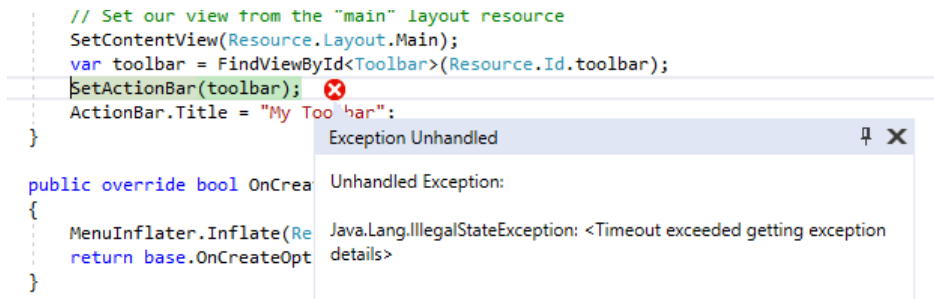 // Set our view from the "main" layout resource
SetContentView(Resource.Layout.Main);
var toolbar = FindViewById<Toolbar>(Resource.Id.toolbar);
SetActionBar(toolbar);
ActionBar.Title = "My Toolbar";
}
Exception Unhandled
public override bool OnCrea
Unhandled Exception:
{
MenuInflater.Inflate(Re
Java.Lang.IllegalStateException: <Timeout exceeded getting exception
return base.OnCreateOpt
details>
}